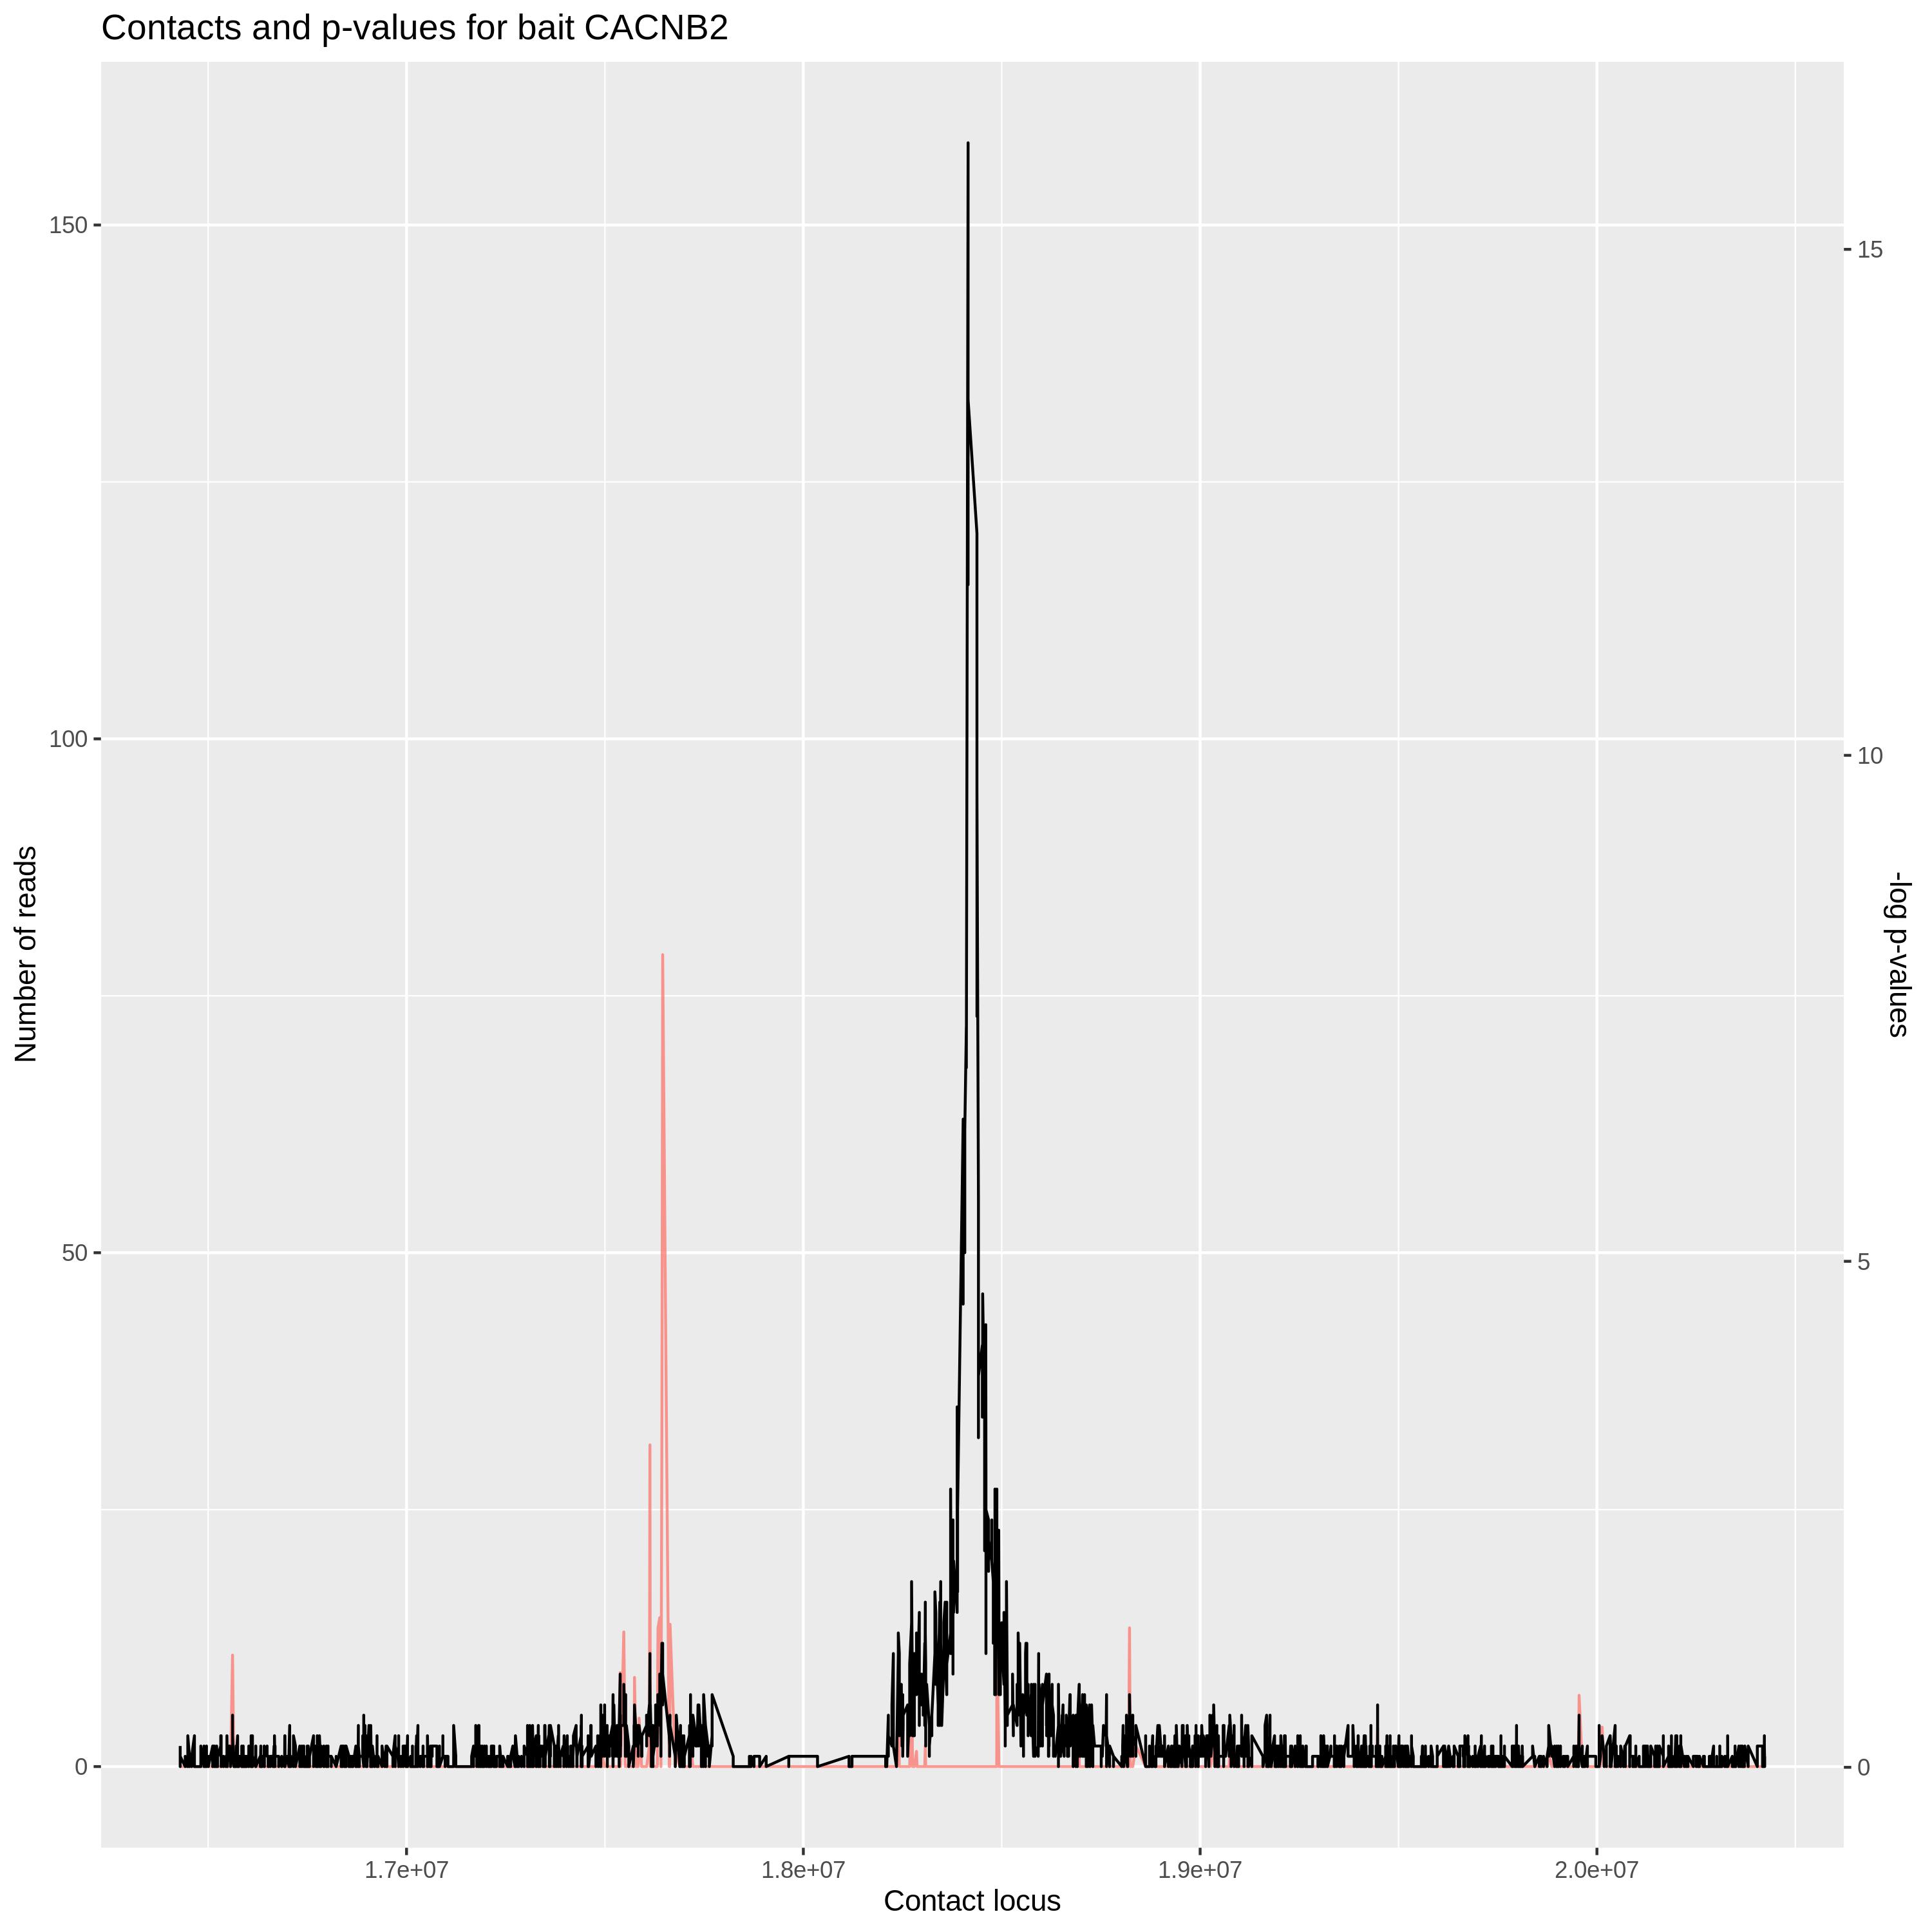 Contacts and p-values for bait CACNB2
150
100
50
0
Number of reads
15
10
5
0
-log p-values
1.7e+07
1.8e+07
1.9e+07
2.0e+07
Contact locus